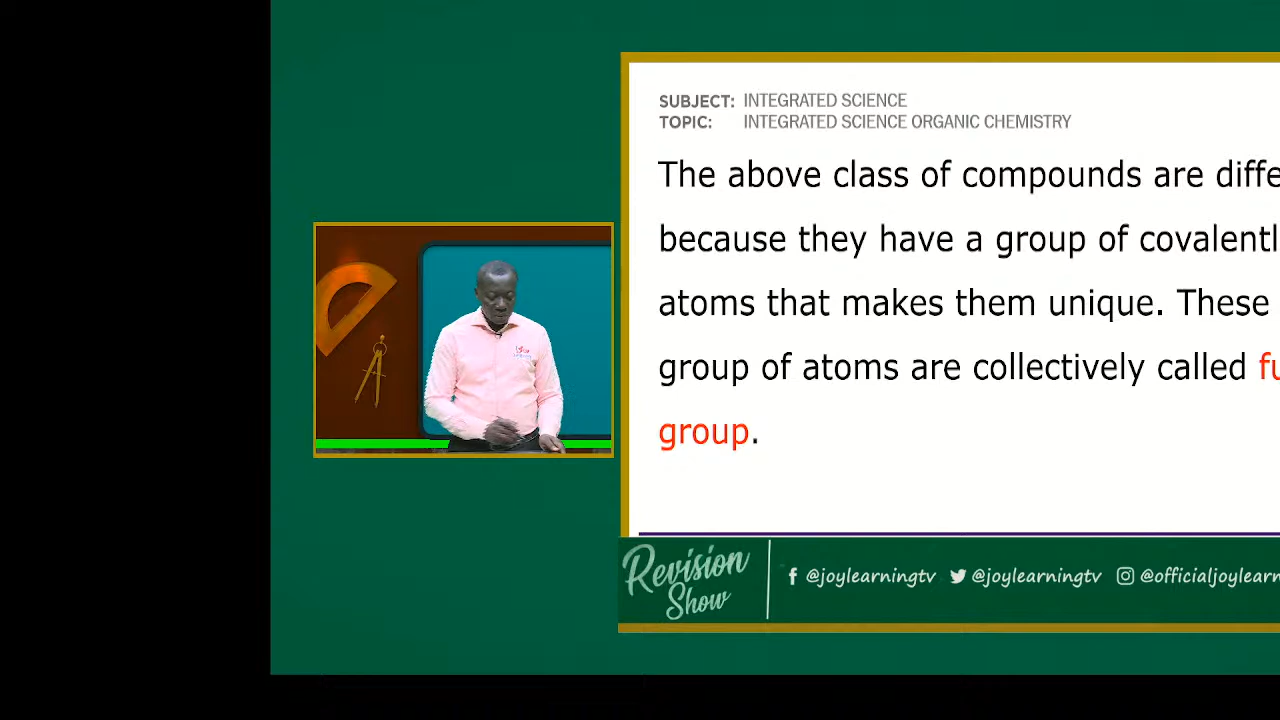 SUBJECT: INTEGRATED SCIENCE
TOPIC: INTEGRATED SCIENCE ORGANIC CHEMISTRY
The above class of compounds are diffe
because they have a group of covalentl
atoms that makes them unique. These
group of atoms are collectively called fu
group.
Revision
Show
@joylearningtv @joylearningtv @officialjoylearn